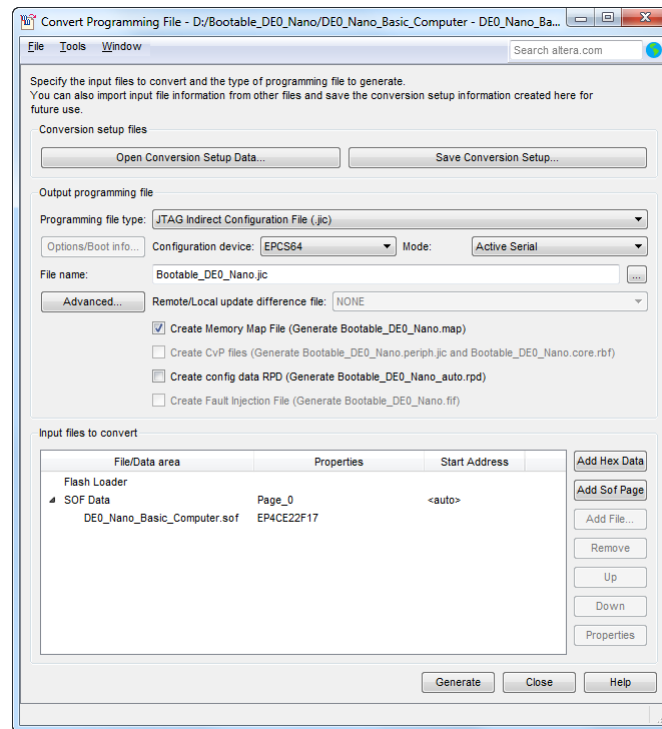 Convert Programming File - D:/Bootable_DE0_Nano/DE0_Nano_Basic_Computer - DE0_Nano_Ba...
File Tools Window Search altera.com
Specify the input files to convert and the type of programming file to generate.
You can also import input file information from other files and save the conversion setup information created here for
future use.
Conversion setup files
Open Conversion Setup Data... Save Conversion Setup...
Output programming file
Programming file type: JTAG Indirect Configuration File (.jic)
Options/Boot info... Configuration device: EPCS64 Mode: Active Serial
File name: Bootable_DE0_Nano.jic ...
Advanced... Remote/Local update difference file: NONE
Create Memory Map File (Generate Bootable_DE0_Nano.map)
Create CvP files (Generate Bootable_DE0_Nano.periph.jic and Bootable_DE0_Nano.core.rbf)
Create config data RPD (Generate Bootable_DE0_Nano_auto.rpd)
Create Fault Injection File (Generate Bootable_DE0_Nano.fif)
Input files to convert
File/Data area Properties Start Address Add Hex Data
Flash Loader
SOF Data Page_0 <auto> Add Sof Page
DE0_Nano_Basic_Computer.sof EP4CE22F17 Add File...
Remove
Up
Down
Properties
Generate Close Help